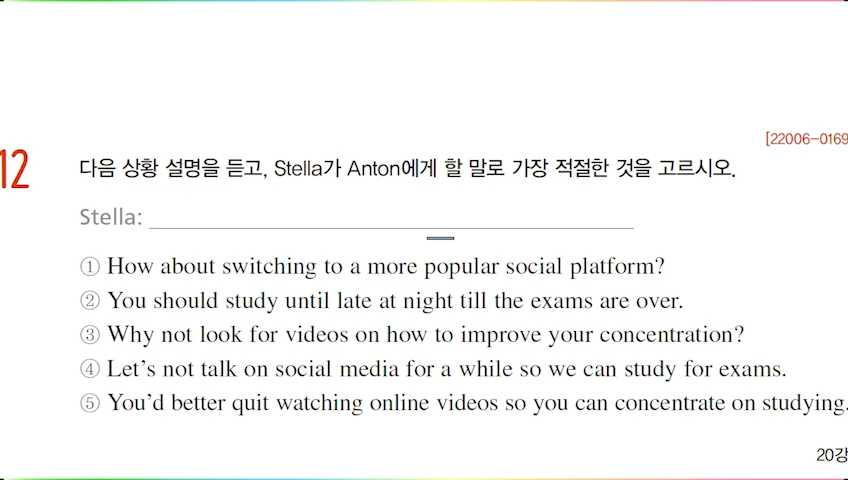 [22006-0169
12
다음 상황 설명을 듣고, Stella가 Anton에게 할 말로 가장 적절한 것을 고르시오.
Stella:
① How about switching to a more popular social platform?
② You should study until late at night till the exams are over.
③ Why not look for videos on how to improve your concentration?
④ Let's not talk on social media for a while so we can study for exams.
⑤ You'd better quit watching online videos so you can concentrate on studying.
20강